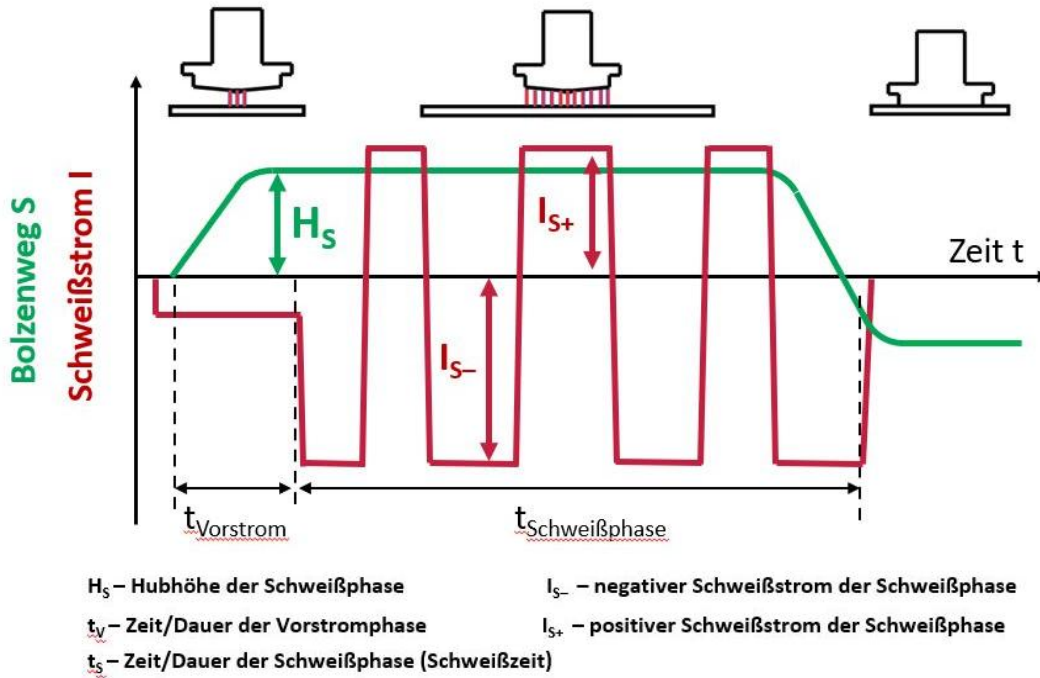 Bolzenweg S
Schweißstrom I
H_S
I_S+
Zeit t
I_S–
t_Vorstrom
t_Schweißphase
H_S – Hubhöhe der Schweißphase
I_S– – negativer Schweißstrom der Schweißphase
t_V – Zeit/Dauer der Vorstromphase
I_S+ – positiver Schweißstrom der Schweißphase
t_S – Zeit/Dauer der Schweißphase (Schweißzeit)